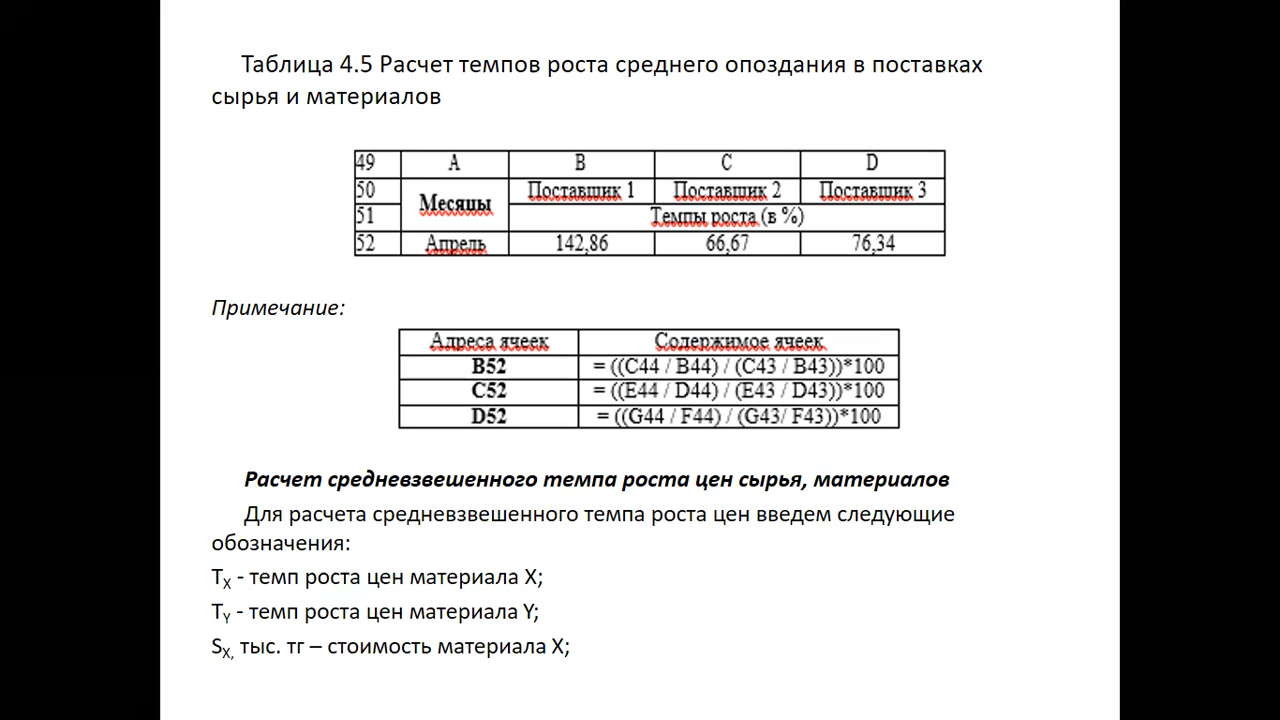 Таблица 4.5 Расчет темпов роста среднего опоздания в поставках
сырья и материалов
49 A B C D
50 Месяцы Поставщик 1 Поставщик 2 Поставщик 3
51 Темпы роста (в %)
52 Апрель 142,86 66,67 76,34
Примечание:
Адреса ячеек Содержимое ячеек
B52 = ((C44 / B44) / (C43 / B43))*100
C52 = ((E44 / D44) / (E43 / D43))*100
D52 = ((G44 / F44) / (G43/ F43))*100
Расчет средневзвешенного темпа роста цен сырья, материалов
Для расчета средневзвешенного темпа роста цен введем следующие
обозначения:
TX - темп роста цен материала X;
TY - темп роста цен материала Y;
SX, тыс. тг – стоимость материала X;